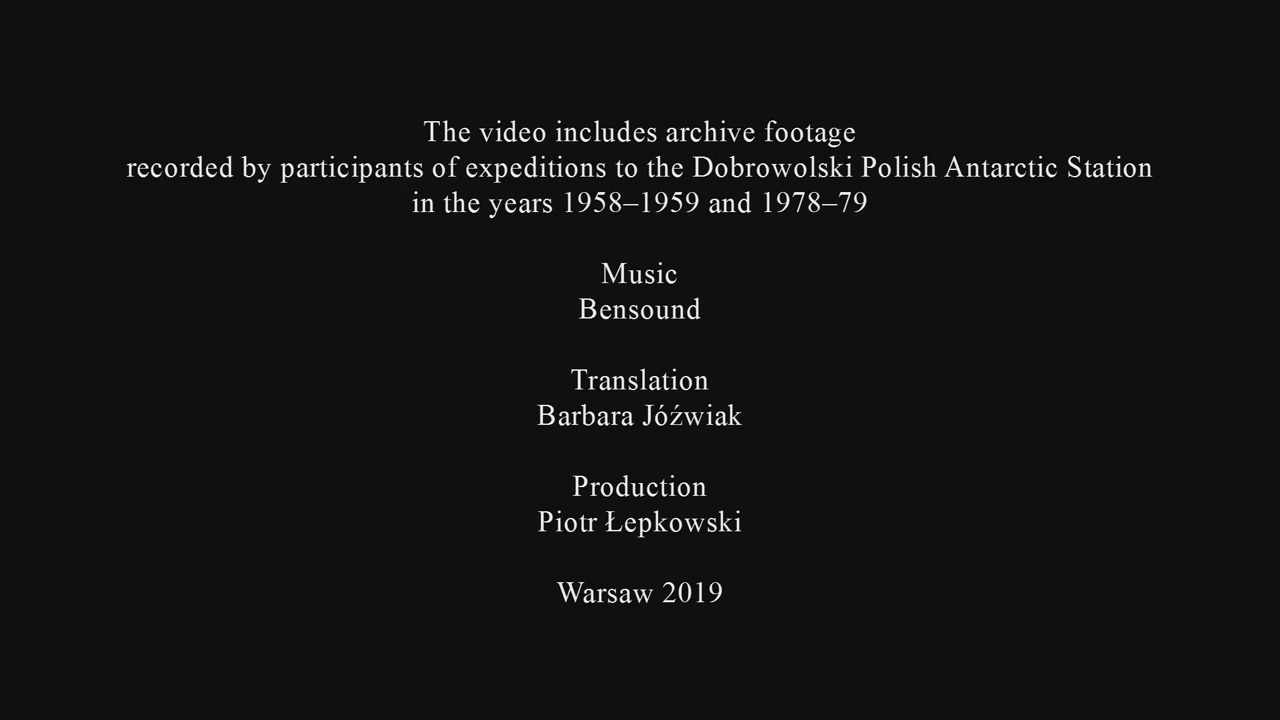 The video includes archive footage
recorded by participants of expeditions to the Dobrowolski Polish Antarctic Station
in the years 1958–1959 and 1978–79
Music
Bensound
Translation
Barbara Jóźwiak
Production
Piotr Łepkowski
Warsaw 2019